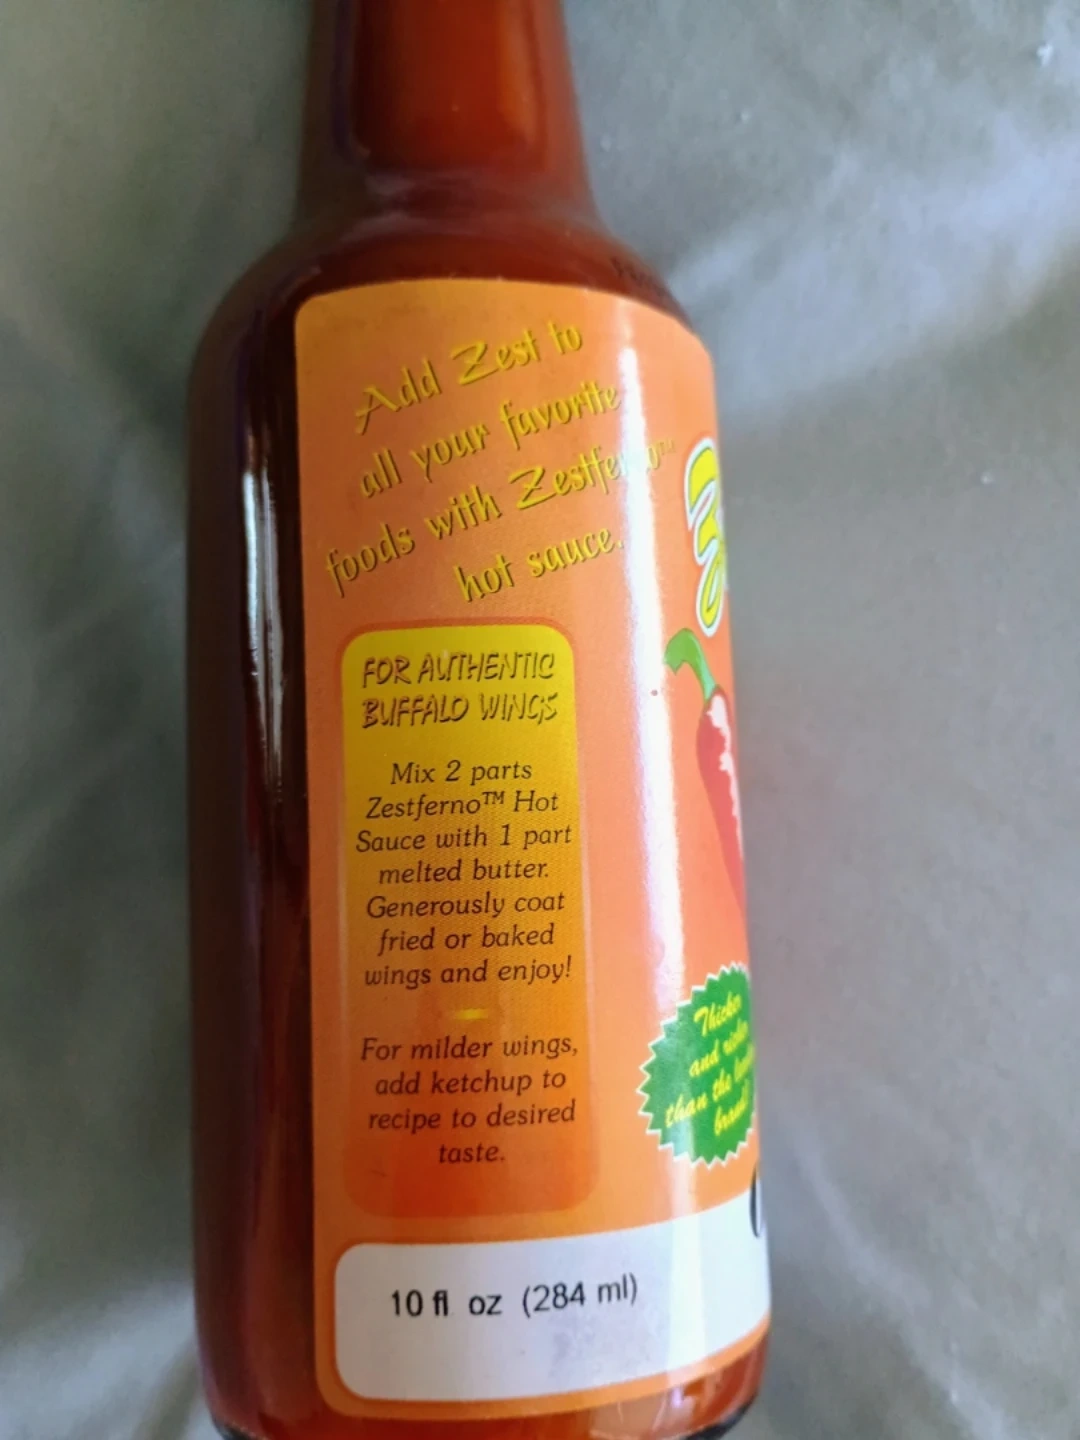 Add Zest to
all your favorite
foods with Zestferno™
hot sauce.
FOR AUTHENTIC
BUFFALO WINGS
Mix 2 parts
Zestferno™ Hot
Sauce with 1 part
melted butter.
Generously coat
fried or baked
wings and enjoy!
For milder wings,
add ketchup to
recipe to desired
taste.
Thicker
and richer
than the
brand!
10 fl oz (284 ml)